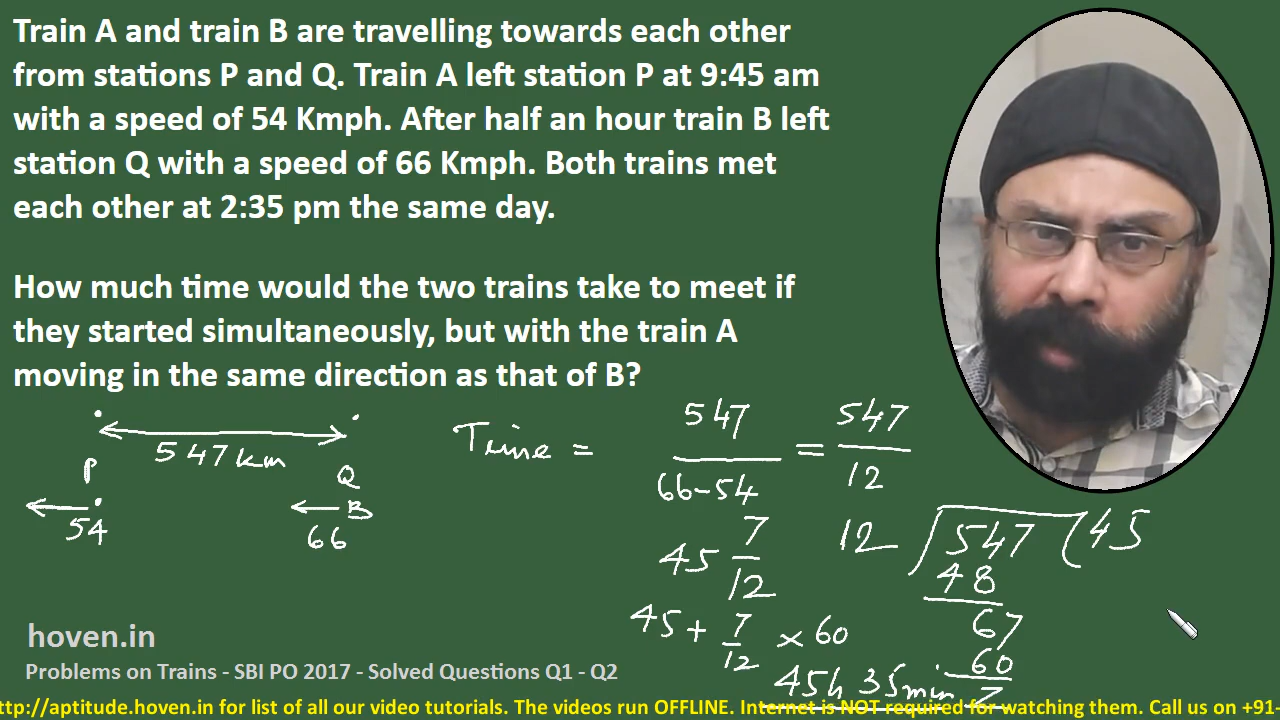 Train A and train B are travelling towards each other
from stations P and Q. Train A left station P at 9:45 am
with a speed of 54 Kmph. After half an hour train B left
station Q with a speed of 66 Kmph. Both trains met
each other at 2:35 pm the same day.
How much time would the two trains take to meet if
they started simultaneously, but with the train A
moving in the same direction as that of B?
547 km
P Q
54 B
66
Time = 547 / 66-54 = 547 / 12
45 7/12
12 547 45
48
67
60
7
45 + 7/12 × 60
45h 35min
hoven.in
Problems on Trains - SBI PO 2017 - Solved Questions Q1 - Q2
ttp://aptitude.hoven.in for list of all our video tutorials. The videos run OFFLINE. Internet is NOT required for watching them. Call us on +91-